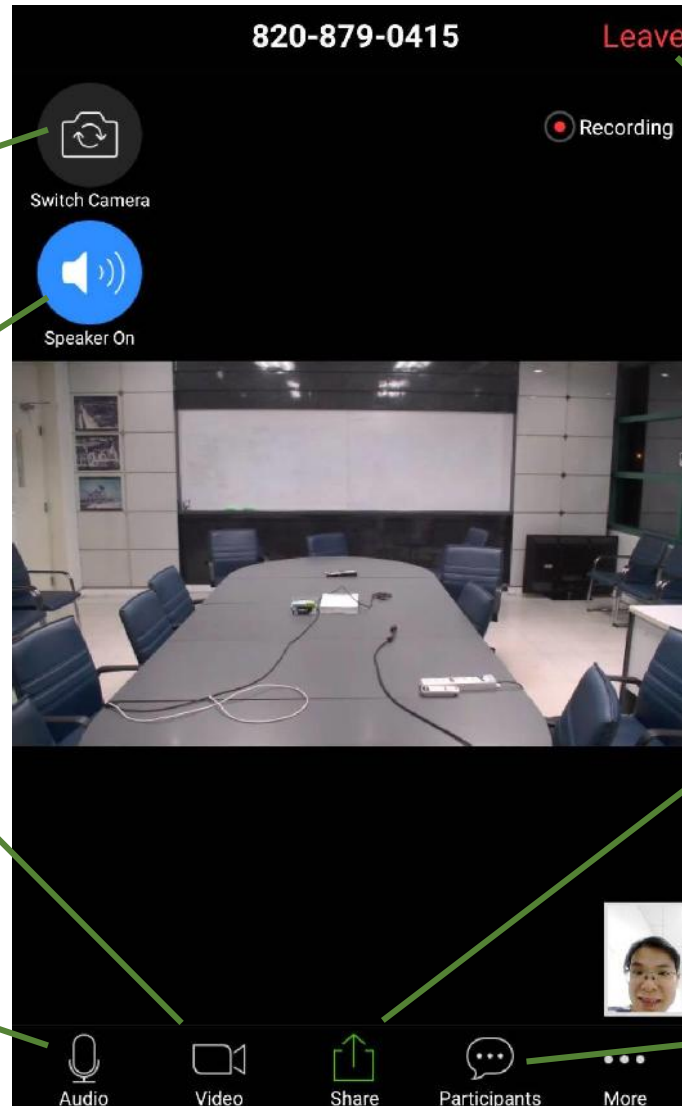 820-879-0415 Leave
Recording
Switch Camera
Speaker On
Audio Video Share Participants More